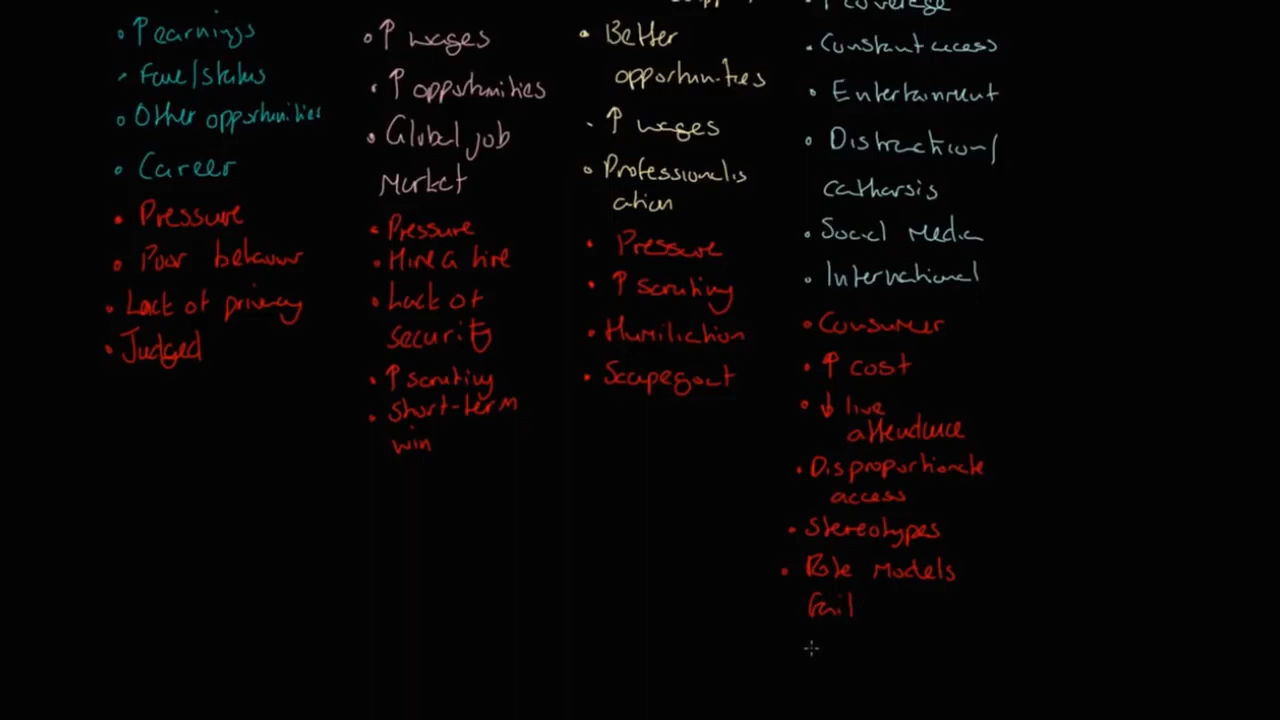 • ↑ earnings
• Fame/status
• Other opportunities
• Career
• Pressure
• Poor behaviour
• Lack of privacy
• Judged
• ↑ wages
• ↑ opportunities
• Global job
Market
• Pressure
• Hire & fire
• Lack of
security
• ↑ scrutiny
• Short-term
win
• Better
opportunities
• ↑ wages
• Professionalis
ation
• Pressure
• ↑ scrutiny
• Humiliation
• Scapegoat
↑ coverage
• Constant access
• Entertainment
• Distraction/
catharsis
• Social Media
• International
• Consumer
• ↑ cost
• ↓ live
attendance
• Disproportionate
access
• Stereotypes
• Role Models
Fail